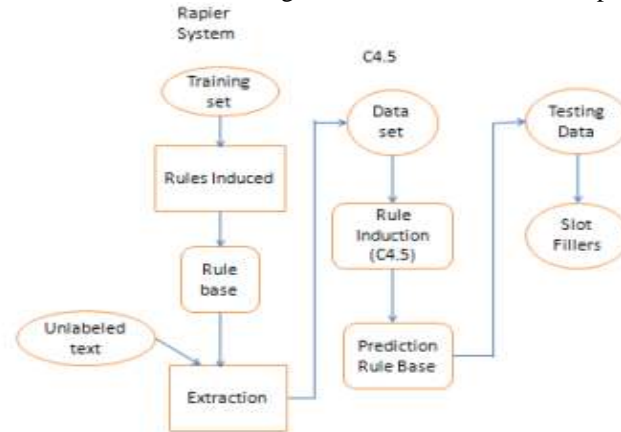 Rapier
System
C4.5
Training
set
Rules Induced
Rule
base
Unlabeled
text
Extraction
Data
set
Rule
Induction
(C4.5)
Prediction
Rule Base
Testing
Data
Slot
Fillers